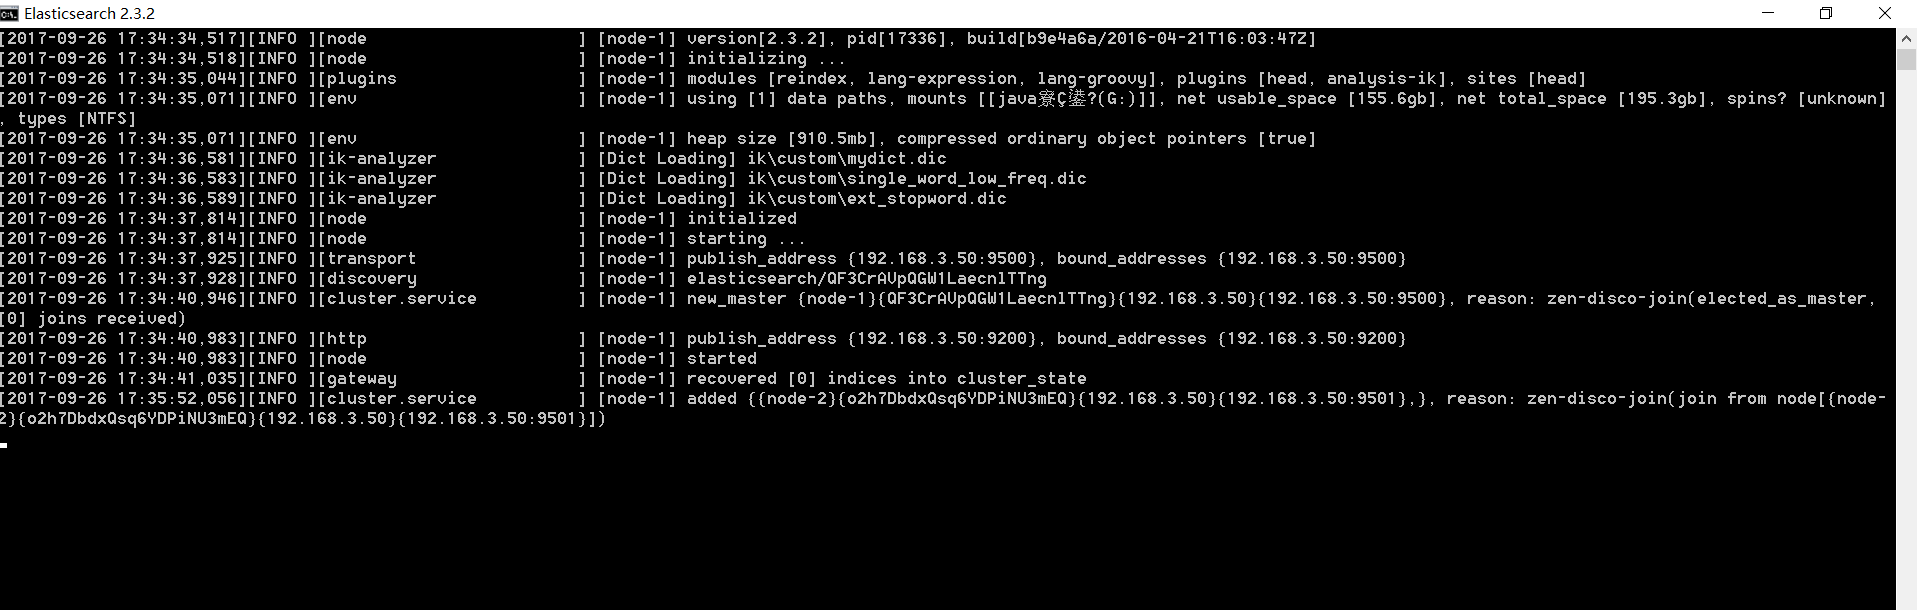 Elasticsearch 2.3.2
[2017-09-26 17:34:34,517][INFO ][node                     ] [node-1] version[2.3.2], pid[17336], build[b9e4a6a/2016-04-21T16:03:47Z]
[2017-09-26 17:34:34,518][INFO ][node                     ] [node-1] initializing ...
[2017-09-26 17:34:35,044][INFO ][plugins                  ] [node-1] modules [reindex, lang-expression, lang-groovy], plugins [head, analysis-ik], sites [head]
[2017-09-26 17:34:35,071][INFO ][env                      ] [node-1] using [1] data paths, mounts [[java寮€鍙?(G:)]], net usable_space [155.6gb], net total_space [195.3gb], spins? [unknown]
, types [NTFS]
[2017-09-26 17:34:35,071][INFO ][env                      ] [node-1] heap size [910.5mb], compressed ordinary object pointers [true]
[2017-09-26 17:34:36,581][INFO ][ik-analyzer              ] [Dict Loading] ik\custom\mydict.dic
[2017-09-26 17:34:36,583][INFO ][ik-analyzer              ] [Dict Loading] ik\custom\single_word_low_freq.dic
[2017-09-26 17:34:36,589][INFO ][ik-analyzer              ] [Dict Loading] ik\custom\ext_stopword.dic
[2017-09-26 17:34:37,814][INFO ][node                     ] [node-1] initialized
[2017-09-26 17:34:37,814][INFO ][node                     ] [node-1] starting ...
[2017-09-26 17:34:37,925][INFO ][transport                ] [node-1] publish_address {192.168.3.50:9500}, bound_addresses {192.168.3.50:9500}
[2017-09-26 17:34:37,928][INFO ][discovery                ] [node-1] elasticsearch/QF3CrAVpQGW1LaecnlTTng
[2017-09-26 17:34:40,946][INFO ][cluster.service          ] [node-1] new_master {node-1}{QF3CrAVpQGW1LaecnlTTng}{192.168.3.50}{192.168.3.50:9500}, reason: zen-disco-join(elected_as_master,
[0] joins received)
[2017-09-26 17:34:40,983][INFO ][http                     ] [node-1] publish_address {192.168.3.50:9200}, bound_addresses {192.168.3.50:9200}
[2017-09-26 17:34:40,983][INFO ][node                     ] [node-1] started
[2017-09-26 17:34:41,035][INFO ][gateway                  ] [node-1] recovered [0] indices into cluster_state
[2017-09-26 17:35:52,056][INFO ][cluster.service          ] [node-1] added {{node-2}{o2h7DbdxQsq6YDPiNU3mEQ}{192.168.3.50}{192.168.3.50:9501},}, reason: zen-disco-join(join from node[{node-
2}{o2h7DbdxQsq6YDPiNU3mEQ}{192.168.3.50}{192.168.3.50:9501}])